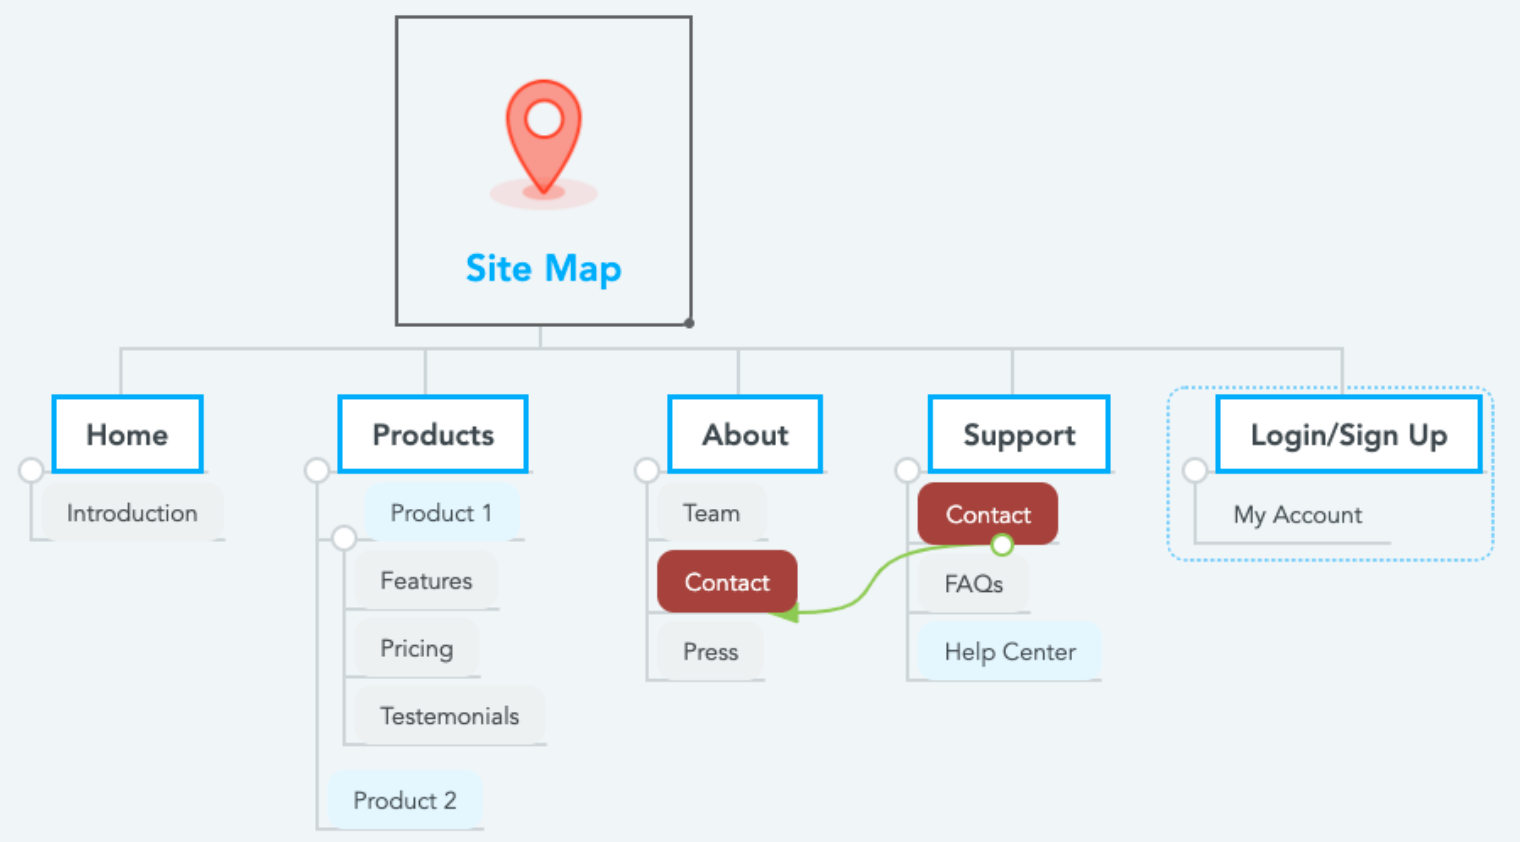 Site Map
Home
Products
About
Support
Login/Sign Up
Introduction
Product 1
Features
Pricing
Testemonials
Product 2
Team
Contact
Press
Contact
FAQs
Help Center
My Account